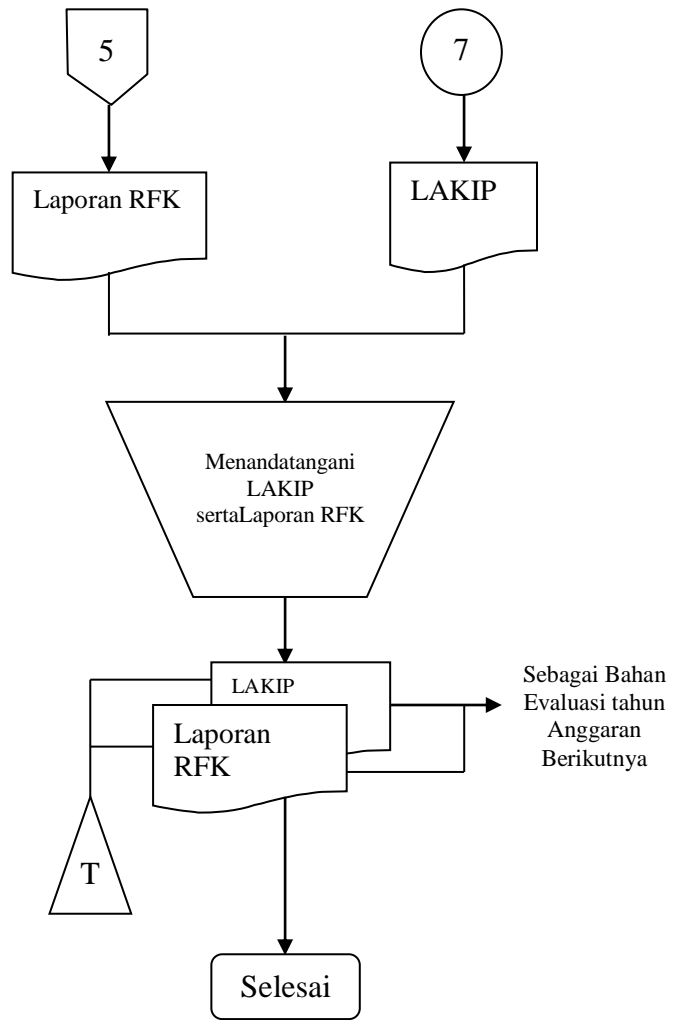 5
7
Laporan RFK
LAKIP
Menandatangani
LAKIP
sertaLaporan RFK
LAKIP
Laporan
RFK
Sebagai Bahan
Evaluasi tahun
Anggaran
Berikutnya
T
Selesai